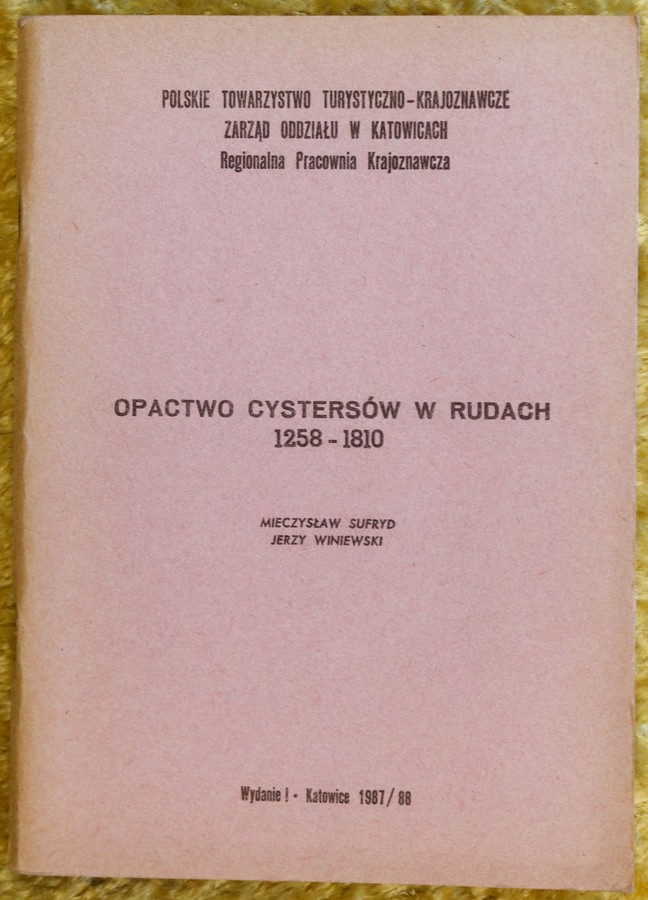 POLSKIE TOWARZYSTWO TURYSTYCZNO-KRAJOZNAWCZE
ZARZĄD ODDZIAŁU W KATOWICACH
Regionalna Pracownia Krajoznawcza
OPACTWO CYSTERSÓW W RUDACH
1258 - 1810
MIECZYSŁAW SUFRYD
JERZY WINIEWSKI
Wydanie I - Katowice 1987/88